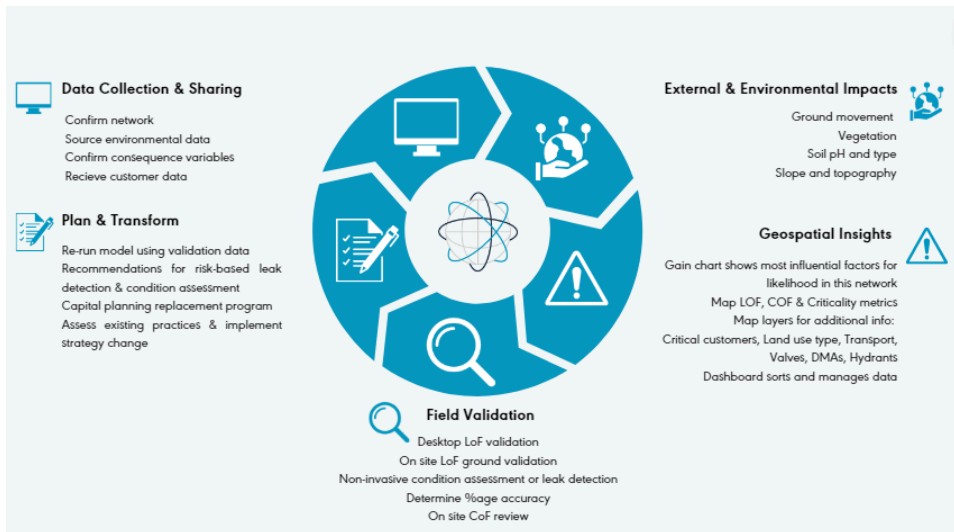 Data Collection & Sharing
Confirm network
Source environmental data
Confirm consequence variables
Recieve customer data
Plan & Transform
Re-run model using validation data
Recommendations for risk-based leak
detection & condition assessment
Capital planning replacement program
Assess existing practices & implement
strategy change
External & Environmental Impacts
Ground movement
Vegetation
Soil pH and type
Slope and topography
Geospatial Insights
Gain chart shows most influential factors for
likelihood in this network
Map LOF, COF & Criticality metrics
Map layers for additional info:
Critical customers, Land use type, Transport,
Valves, DMAs, Hydrants
Dashboard sorts and manages data
Field Validation
Desktop LoF validation
On site LoF ground validation
Non-invasive condition assessment or leak detection
Determine %age accuracy
On site CoF review